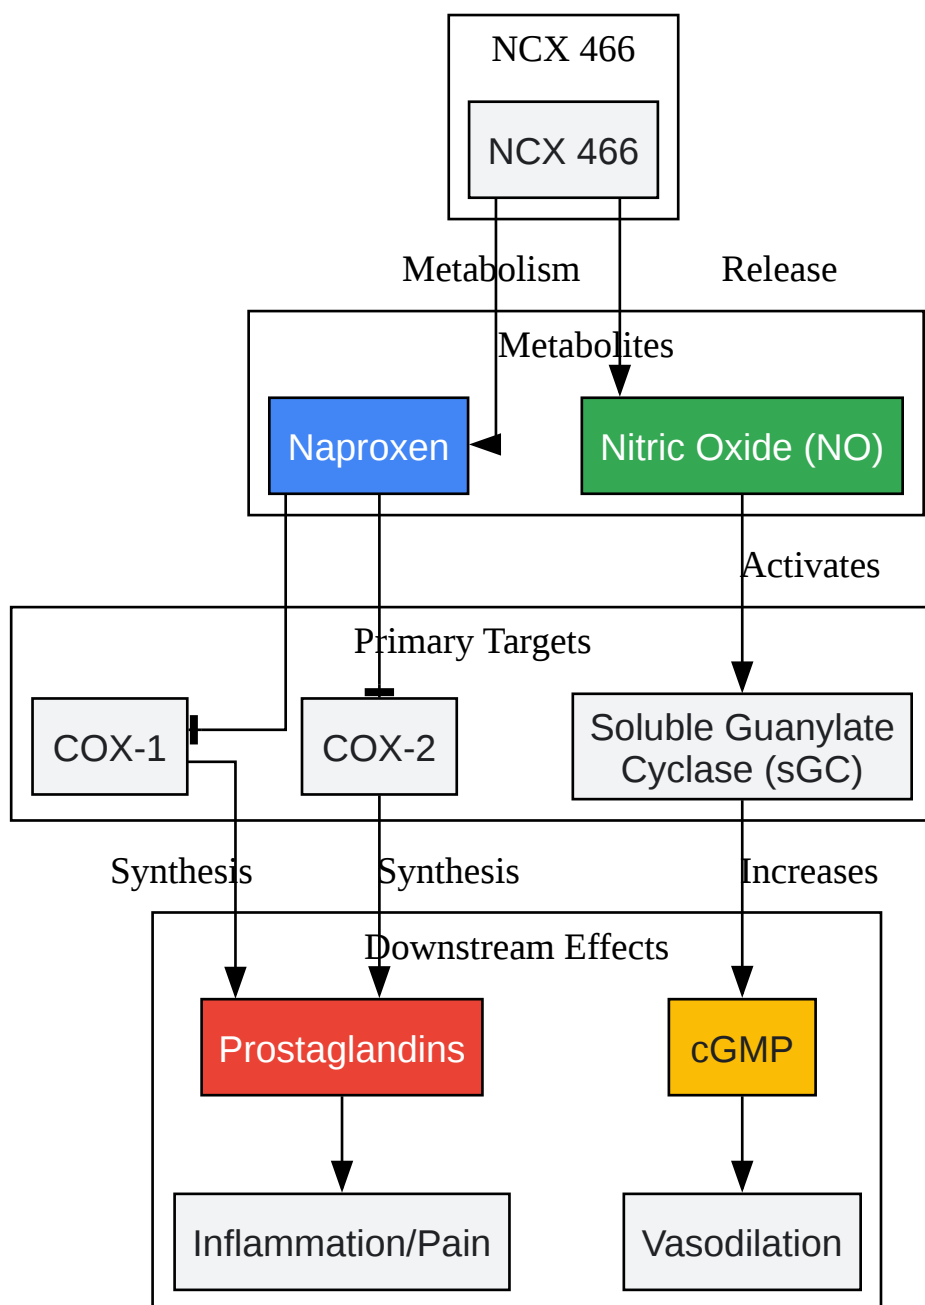 NCX 466
NCX 466
Metabolism
Release
Metabolites
Naproxen
Nitric Oxide (NO)
Activates
Primary Targets
COX-1
COX-2
Soluble Guanylate
Cyclase (sGC)
Synthesis
Synthesis
Increases
Downstream Effects
Prostaglandins
cGMP
Inflammation/Pain
Vasodilation